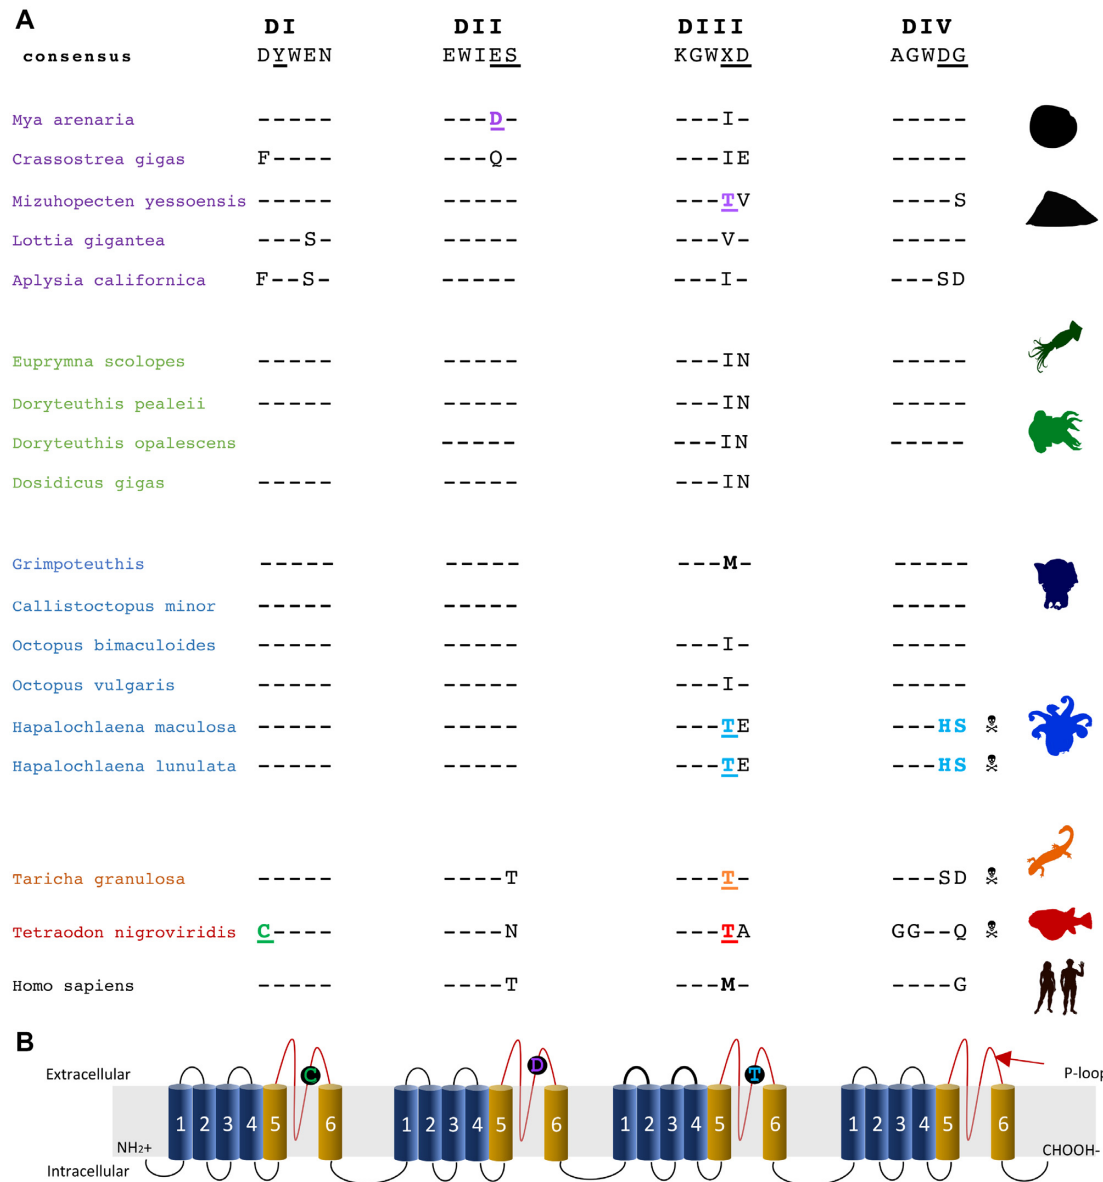 A
DI DII DIII DIV
consensus DYWEN EWIES KGWXD AGWDG
Mya arenaria ----- ---D- ---I- -----
Crassostrea gigas F---- ---Q- ---IE -----
Mizuhopecten yessoensis ----- ----- ---TV ----S
Lottia gigantea ---S- ----- ---V- -----
Aplysia californica F--S- ----- ---I- ---SD
Euprymna scolopes ----- ----- ---IN -----
Doryteuthis pealeii ----- ----- ---IN -----
Doryteuthis opalescens ----- ---IN -----
Dosidicus gigas ----- ----- ---IN
Grimpoteuthis ----- ----- ---M- -----
Callistoctopus minor ----- ----- -----
Octopus bimaculoides ----- ----- ---I- -----
Octopus vulgaris ----- ----- ---I- -----
Hapalochlaena maculosa ----- ----- ---TE ---HS
Hapalochlaena lunulata ----- ----- ---TE ---HS
Taricha granulosa ----- ----T ---T- ---SD
Tetraodon nigroviridis C---- ----N ---TA GG--Q
Homo sapiens ----- ----T ---M- ----G
B
Extracellular C D T P-loop
1 2 3 4 5 6 1 2 3 4 5 6 1 2 3 4 5 6 1 2 3 4 5 6
NH2+ CHOOH-
Intracellular